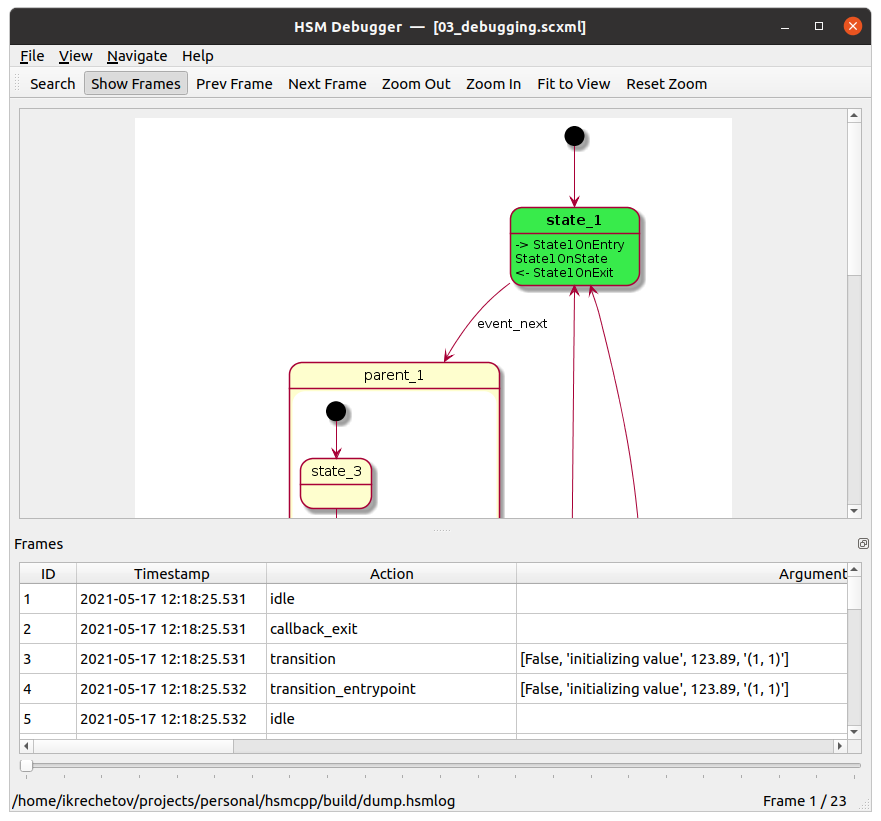 HSM Debugger — [03_debugging.scxml]
File View Navigate Help
Search Show Frames Prev Frame Next Frame Zoom Out Zoom In Fit to View Reset Zoom
state_1
-> State1OnEntry
State1OnState
<- State1OnExit
event_next
parent_1
state_3
Frames
ID Timestamp Action Argument
1 2021-05-17 12:18:25.531 idle
2 2021-05-17 12:18:25.531 callback_exit
3 2021-05-17 12:18:25.531 transition [False, 'initializing value', 123.89, '(1, 1)']
4 2021-05-17 12:18:25.532 transition_entrypoint [False, 'initializing value', 123.89, '(1, 1)']
5 2021-05-17 12:18:25.532 idle
/home/ikrechetov/projects/personal/hsmcpp/build/dump.hsmlog Frame 1 / 23